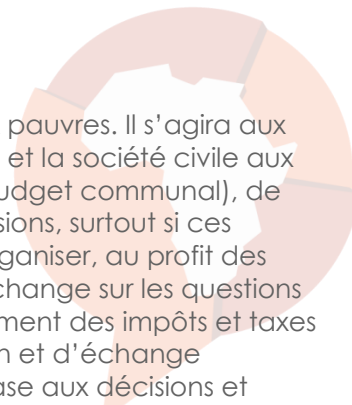 pauvres. Il s’agira aux
et la société civile aux
udget communal), de
sions, surtout si ces
ganiser, au profit des
change sur les questions
ment des impôts et taxes
n et d’échange
ase aux décisions et